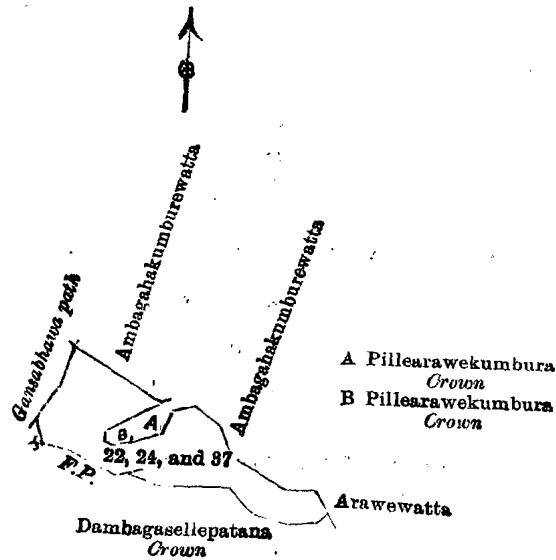 Ambagahakumburewatta
Ambagahakumburewatta
Gansabhawa path
A Pillearawekumbura
Crown
B Pillearawekumbura
Crown
A
B
22, 24, and 37
F.P.
Arawewatta
Dambagasellepatana
Crown